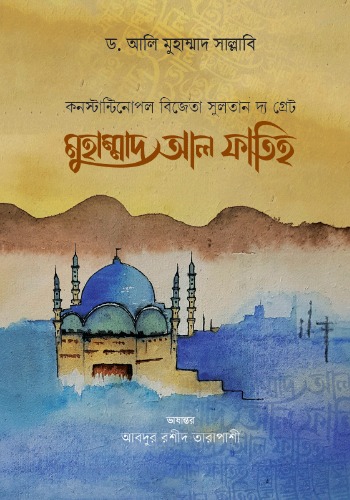 ড. আলি মুহাম্মাদ সাল্লাবি
কনস্টান্টিনোপল বিজেতা সুলতান দ্য গ্রেট
মুহাম্মাদ আল ফাতিহ
ভাষান্তর
আবদুর রশীদ তারাপাশী